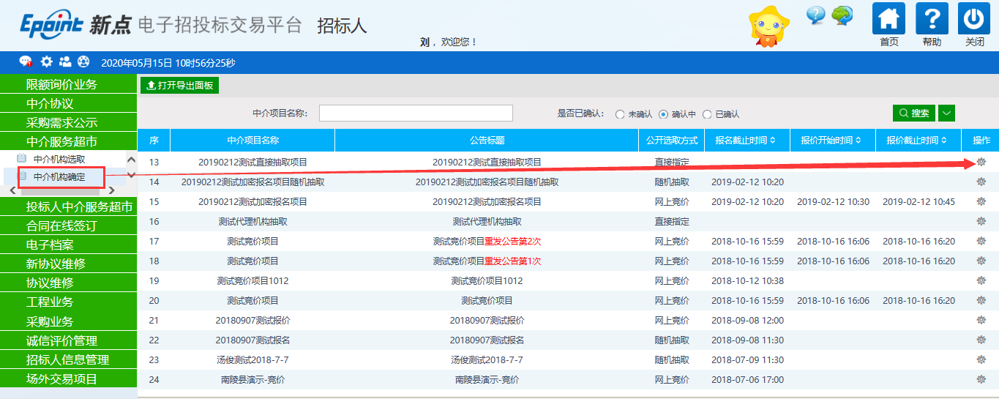 Epoint 新点 电子招投标交易平台 招标人
刘 ，欢迎您！
首页 帮助 关闭
2020年05月15日 10时56分25秒
限额询价业务
中介协议
采购需求公示
中介服务超市
中介机构选取
中介机构确定
投标人中介服务超市
合同在线签订
电子档案
新协议维修
协议维修
工程业务
采购业务
诚信评价管理
招标人信息管理
场外交易项目
打开导出面板
中介项目名称： 是否已确认： 未确认 确认中 已确认 搜索
序 中介项目名称 公告标题 公开选取方式 报名截止时间 报价开始时间 报价截止时间 操作
13 20190212测试直接抽取项目 20190212测试直接抽取项目 直接指定
14 20190212测试加密报名项目随机抽取 20190212测试加密报名项目随机抽取 随机抽取 2019-02-12 10:20
15 20190212测试加密报名项目 20190212测试加密报名项目 网上竞价 2019-02-12 10:20 2019-02-12 10:30 2019-02-12 10:45
16 测试代理机构抽取 测试代理机构抽取 直接指定
17 测试竞价项目 测试竞价项目重发公告第2次 网上竞价 2018-10-16 15:59 2018-10-16 16:06 2018-10-16 16:20
18 测试竞价项目 测试竞价项目重发公告第1次 网上竞价 2018-10-16 15:59 2018-10-16 16:06 2018-10-16 16:20
19 测试竞价项目1012 测试竞价项目1012 网上竞价 2018-10-12 10:38
20 测试竞价项目 测试竞价项目 网上竞价 2018-10-16 15:59 2018-10-16 16:06 2018-10-16 16:20
21 20180907测试报价 20180907测试报价 网上竞价 2018-09-08 12:00
22 20180907测试报名 20180907测试报名 随机抽取 2018-09-08 11:30
23 汤俊测试2018-7-7 汤俊测试2018-7-7 随机抽取 2018-07-09 11:30
24 南陵县演示-竞价 南陵县演示-竞价 网上竞价 2018-07-06 17:00